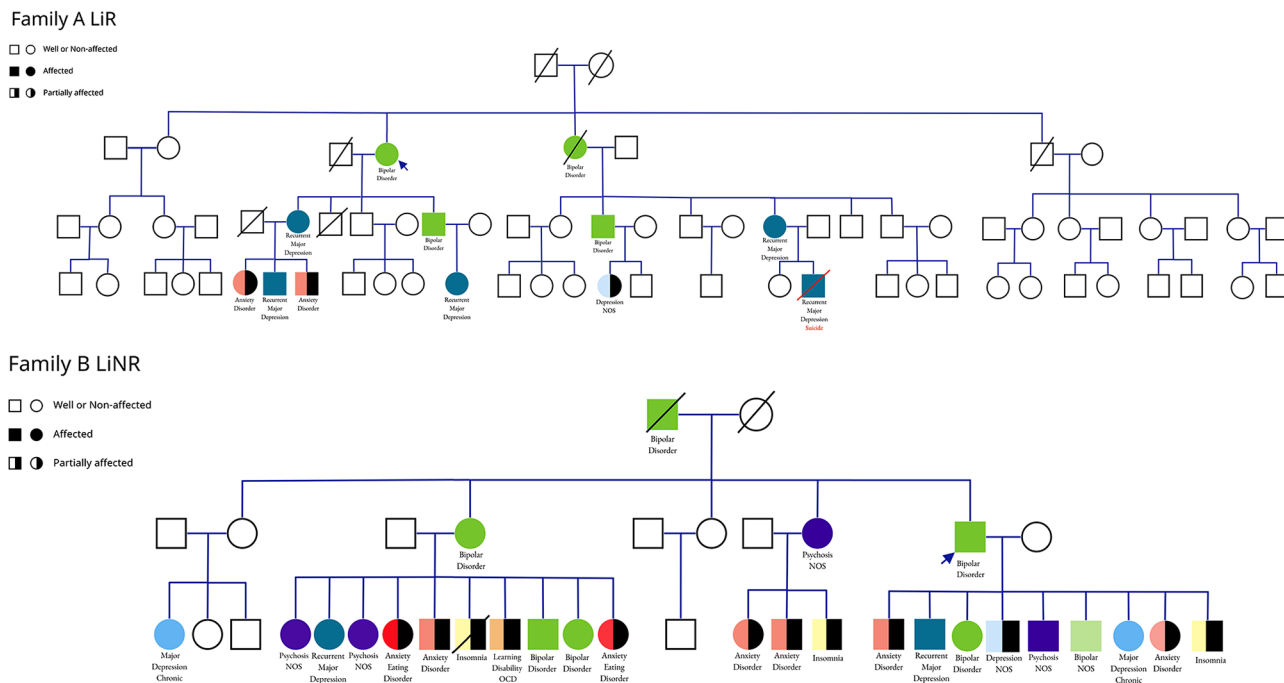 Family A LiR
Well or Non-affected
Affected
Partially affected
Bipolar
Disorder
Bipolar
Disorder
Recurrent
Major
Depression
Bipolar
Disorder
Bipolar
Disorder
Recurrent
Major
Depression
Anxiety
Disorder
Recurrent
Major
Depression
Anxiety
Disorder
Recurrent
Major
Depression
Depression
NOS
Recurrent
Major
Depression
Suicide
Family B LiNR
Well or Non-affected
Affected
Partially affected
Bipolar
Disorder
Bipolar
Disorder
Psychosis
NOS
Bipolar
Disorder
Major
Depression
Chronic
Psychosis
NOS
Recurrent
Major
Depression
Psychosis
NOS
Anxiety
Eating
Disorder
Anxiety
Disorder
Insomnia
Learning
Disability
OCD
Bipolar
Disorder
Bipolar
Disorder
Anxiety
Eating
Disorder
Anxiety
Disorder
Anxiety
Disorder
Insomnia
Anxiety
Disorder
Recurrent
Major
Depression
Bipolar
Disorder
Depression
NOS
Psychosis
NOS
Bipolar
NOS
Major
Depression
Chronic
Anxiety
Disorder
Insomnia